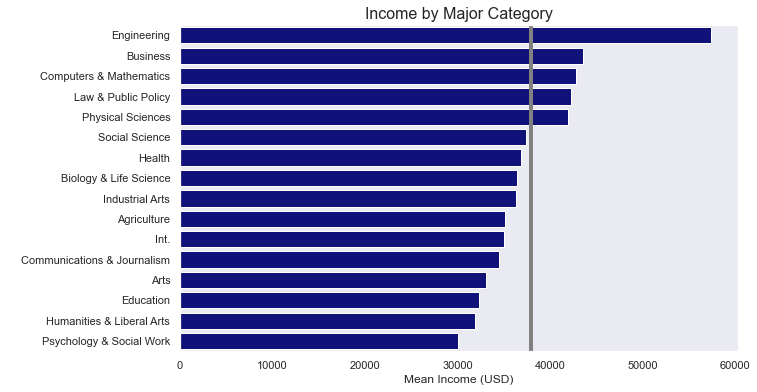 Income by Major Category
Engineering
Business
Computers & Mathematics
Law & Public Policy
Physical Sciences
Social Science
Health
Biology & Life Science
Industrial Arts
Agriculture
Int.
Communications & Journalism
Arts
Education
Humanities & Liberal Arts
Psychology & Social Work
0 10000 20000 30000 40000 50000 60000
Mean Income (USD)